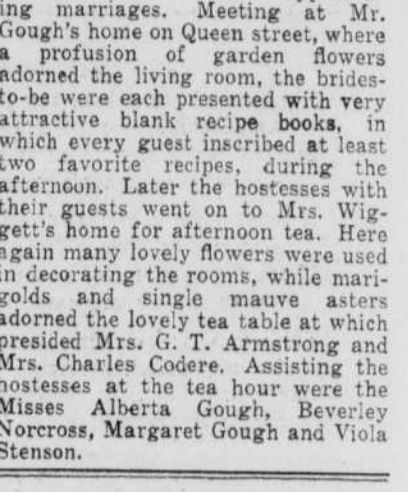 ing marriages. Meeting at Mr.
Gough's home on Queen street, where
a profusion of garden flowers
adorned the living room, the brides-
to-be were each presented with very
attractive blank recipe books, in
which every guest inscribed at least
two favorite recipes, during the
afternoon. Later the hostesses with
their guests went on to Mrs. Wig-
gett's home for afternoon tea. Here
again many lovely flowers were used
in decorating the rooms, while mari-
golds and single mauve asters
adorned the lovely tea table at which
presided Mrs. G. T. Armstrong and
Mrs. Charles Codere. Assisting the
hostesses at the tea hour were the
Misses Alberta Gough, Beverley
Norcross, Margaret Gough and Viola
Stenson.